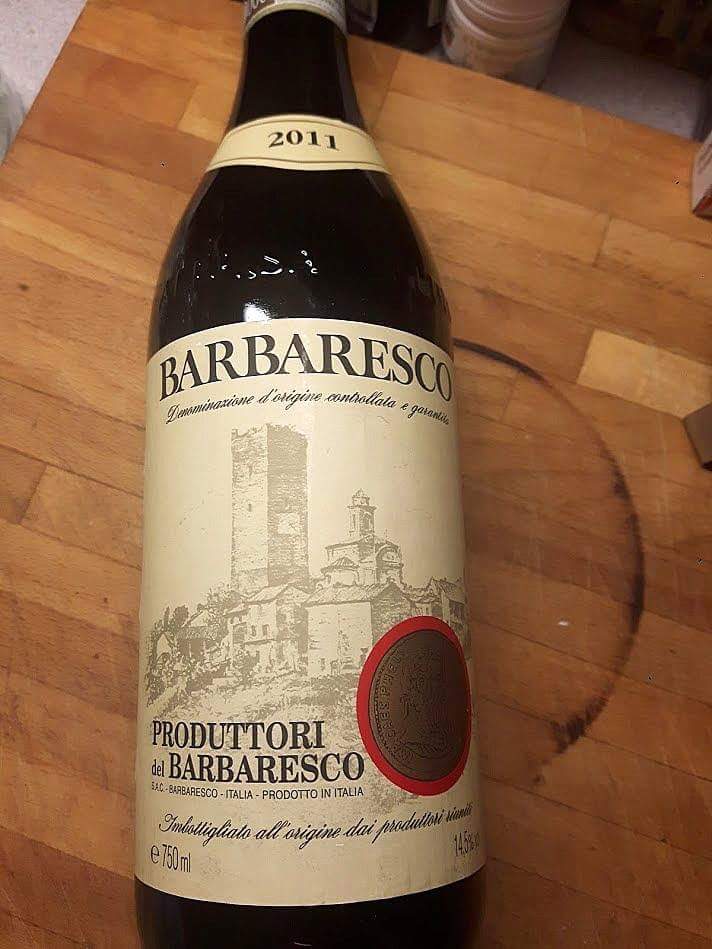 2011
BARBARESCO
Denominazione d'origine controllata e garantita
PRODUTTORI
del BARBARESCO
S.A.C. - BARBARESCO - ITALIA - PRODOTTO IN ITALIA
Imbottigliato all'origine dai produttori riuniti
e 750 ml
14,5%